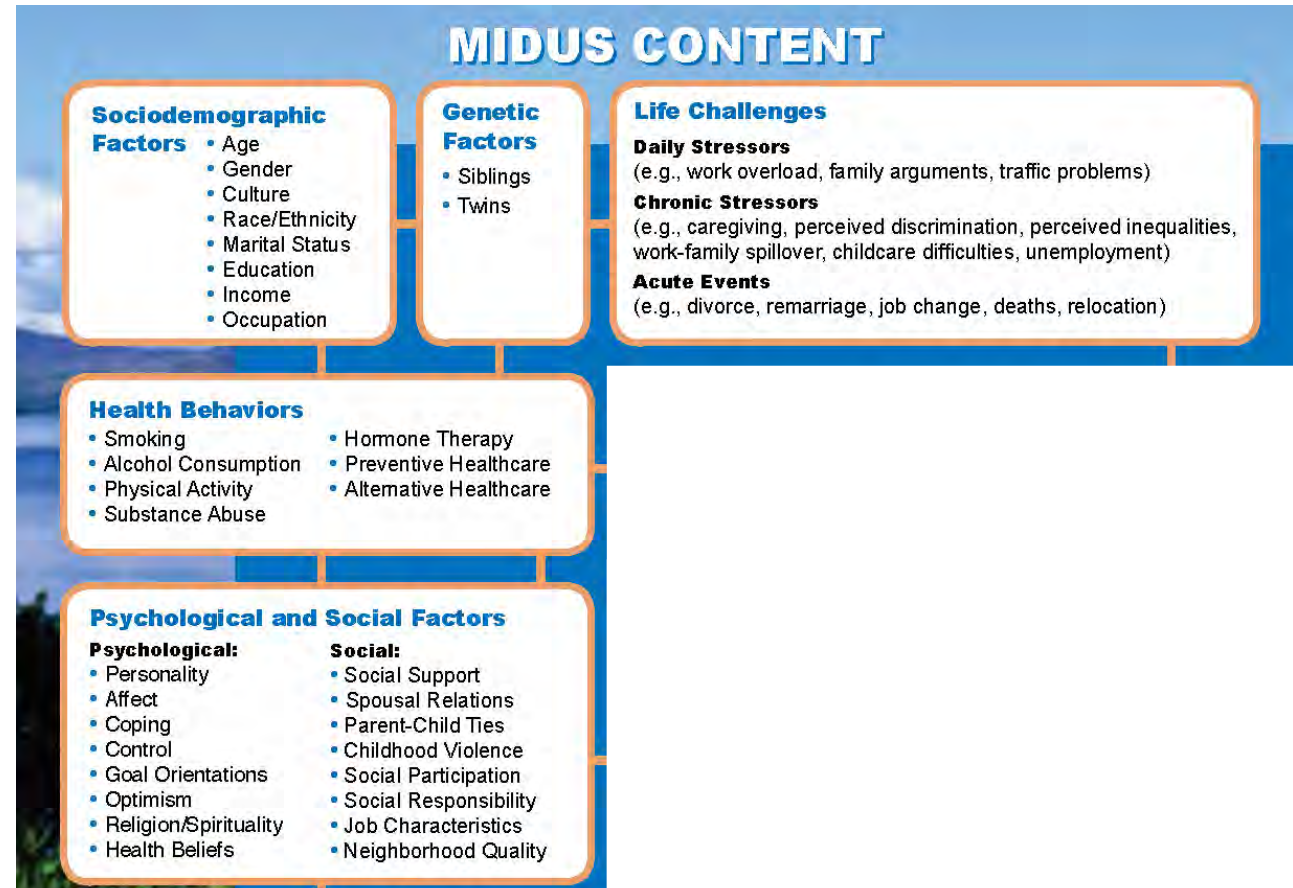 MIDUS CONTENT
Sociodemographic
Factors
• Age
• Gender
• Culture
• Race/Ethnicity
• Marital Status
• Education
• Income
• Occupation
Genetic
Factors
• Siblings
• Twins
Life Challenges
Daily Stressors
(e.g., work overload, family arguments, traffic problems)
Chronic Stressors
(e.g., caregiving, perceived discrimination, perceived inequalities,
work-family spillover, childcare difficulties, unemployment)
Acute Events
(e.g., divorce, remarriage, job change, deaths, relocation)
Health Behaviors
• Smoking
• Alcohol Consumption
• Physical Activity
• Substance Abuse
• Hormone Therapy
• Preventive Healthcare
• Alternative Healthcare
Psychological and Social Factors
Psychological:
• Personality
• Affect
• Coping
• Control
• Goal Orientations
• Optimism
• Religion/Spirituality
• Health Beliefs
Social:
• Social Support
• Spousal Relations
• Parent-Child Ties
• Childhood Violence
• Social Participation
• Social Responsibility
• Job Characteristics
• Neighborhood Quality